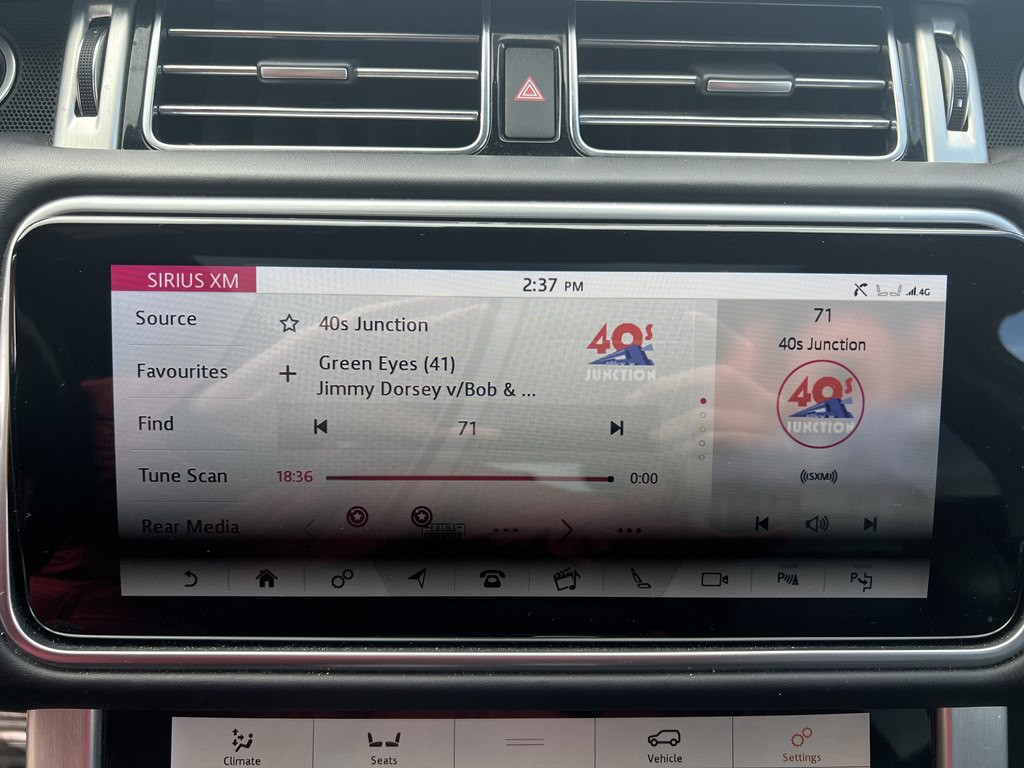 SIRIUS XM
2:37 PM
4G
Source
Favourites
Find
Tune Scan
Rear Media
40s Junction
Green Eyes (41)
Jimmy Dorsey v/Bob & ...
71
18:36
0:00
40s
JUNCTION
71
40s Junction
40s
JUNCTION
((SXM))
P
P
Climate
Seats
Vehicle
Settings